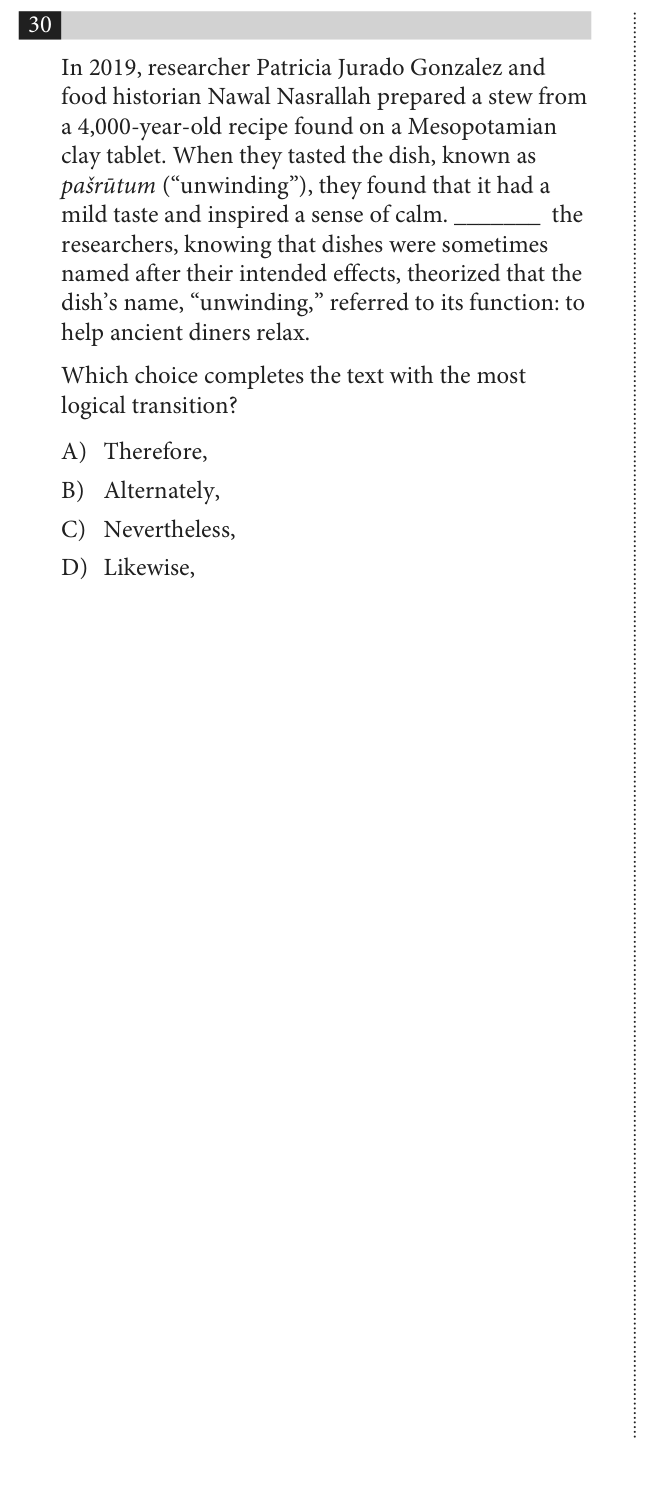 30
In 2019, researcher Patricia Jurado Gonzalez and
food historian Nawal Nasrallah prepared a stew from
a 4,000-year-old recipe found on a Mesopotamian
clay tablet. When they tasted the dish, known as
pašrūtum (“unwinding”), they found that it had a
mild taste and inspired a sense of calm. _______ the
researchers, knowing that dishes were sometimes
named after their intended effects, theorized that the
dish’s name, “unwinding,” referred to its function: to
help ancient diners relax.
Which choice completes the text with the most
logical transition?
A) Therefore,
B) Alternately,
C) Nevertheless,
D) Likewise,